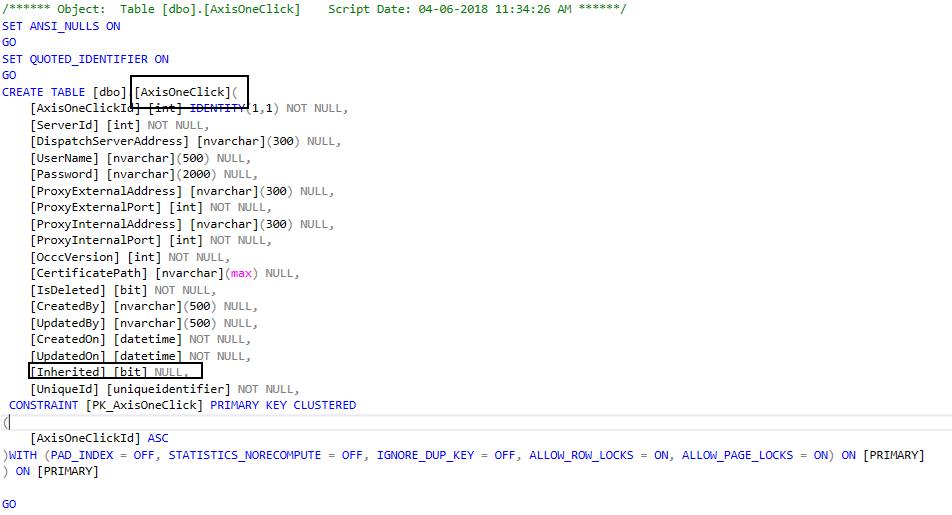 /****** Object:  Table [dbo].[AxisOneClick]    Script Date: 04-06-2018 11:34:26 AM ******/
SET ANSI_NULLS ON
GO
SET QUOTED_IDENTIFIER ON
GO
CREATE TABLE [dbo].[AxisOneClick](
    [AxisOneClickId] [int] IDENTITY(1,1) NOT NULL,
    [ServerId] [int] NOT NULL,
    [DispatchServerAddress] [nvarchar](300) NULL,
    [UserName] [nvarchar](500) NULL,
    [Password] [nvarchar](2000) NULL,
    [ProxyExternalAddress] [nvarchar](300) NULL,
    [ProxyExternalPort] [int] NOT NULL,
    [ProxyInternalAddress] [nvarchar](300) NULL,
    [ProxyInternalPort] [int] NOT NULL,
    [OcccVersion] [int] NOT NULL,
    [CertificatePath] [nvarchar](max) NULL,
    [IsDeleted] [bit] NOT NULL,
    [CreatedBy] [nvarchar](500) NULL,
    [UpdatedBy] [nvarchar](500) NULL,
    [CreatedOn] [datetime] NOT NULL,
    [UpdatedOn] [datetime] NOT NULL,
    [Inherited] [bit] NULL,
    [UniqueId] [uniqueidentifier] NOT NULL,
 CONSTRAINT [PK_AxisOneClick] PRIMARY KEY CLUSTERED
(
    [AxisOneClickId] ASC
)WITH (PAD_INDEX = OFF, STATISTICS_NORECOMPUTE = OFF, IGNORE_DUP_KEY = OFF, ALLOW_ROW_LOCKS = ON, ALLOW_PAGE_LOCKS = ON) ON [PRIMARY]
) ON [PRIMARY]
GO